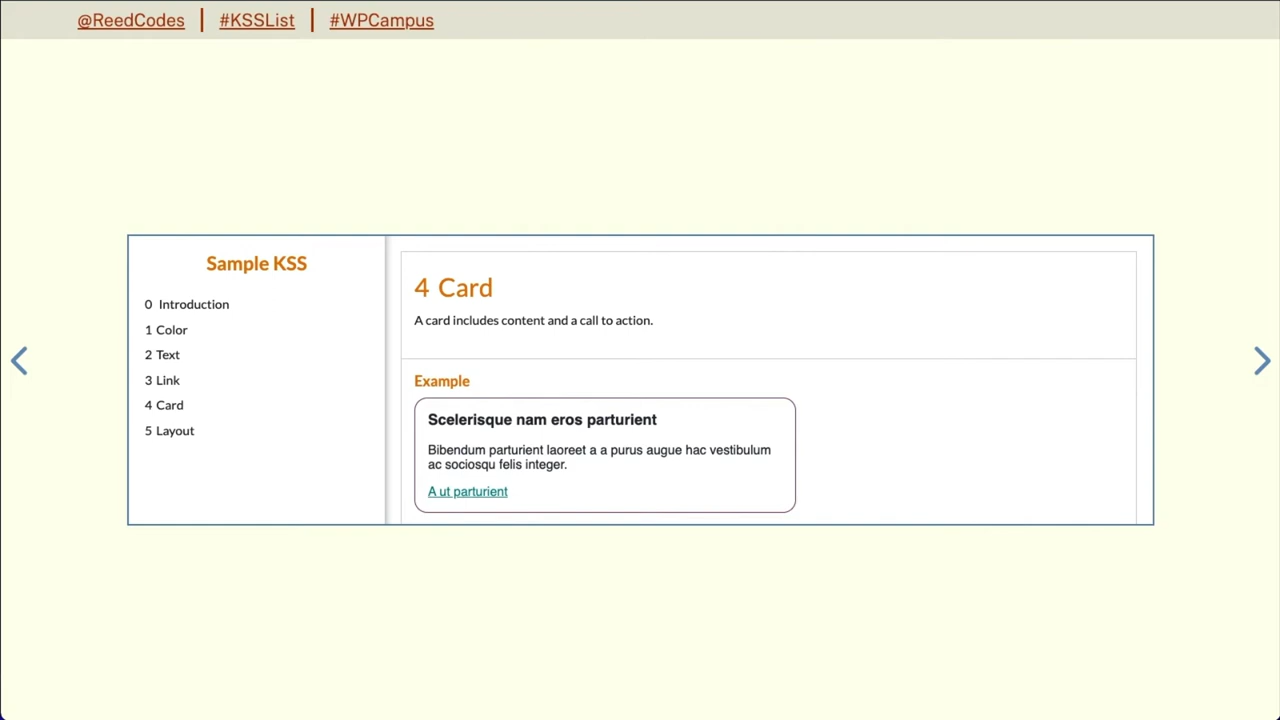 @ReedCodes | #KSSList | #WPCampus
Sample KSS
0 Introduction
1 Color
2 Text
3 Link
4 Card
5 Layout
4 Card
A card includes content and a call to action.
Example
Scelerisque nam eros parturient
Bibendum parturient laoreet a a purus augue hac vestibulum
ac sociosqu felis integer.
A ut parturient